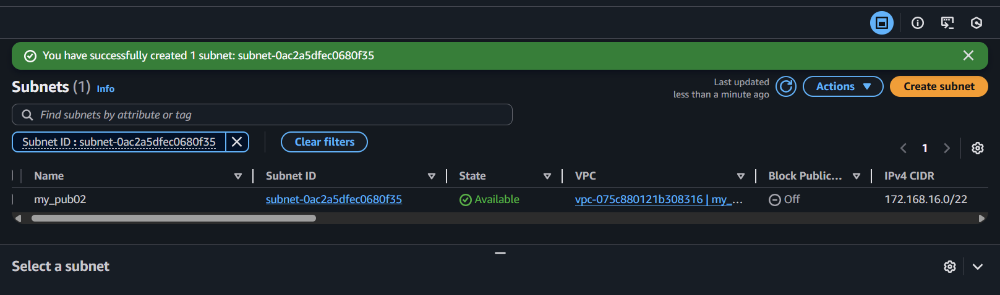 You have successfully created 1 subnet: subnet-0ac2a5dfec0680f35
Subnets (1) Info
Last updated
less than a minute ago
Actions
Create subnet
Find subnets by attribute or tag
Subnet ID : subnet-0ac2a5dfec0680f35
Clear filters
1
Name Subnet ID State VPC Block Public... IPv4 CIDR
my_pub02 subnet-0ac2a5dfec0680f35 Available vpc-075c880121b308316 | my_... Off 172.168.16.0/22
Select a subnet